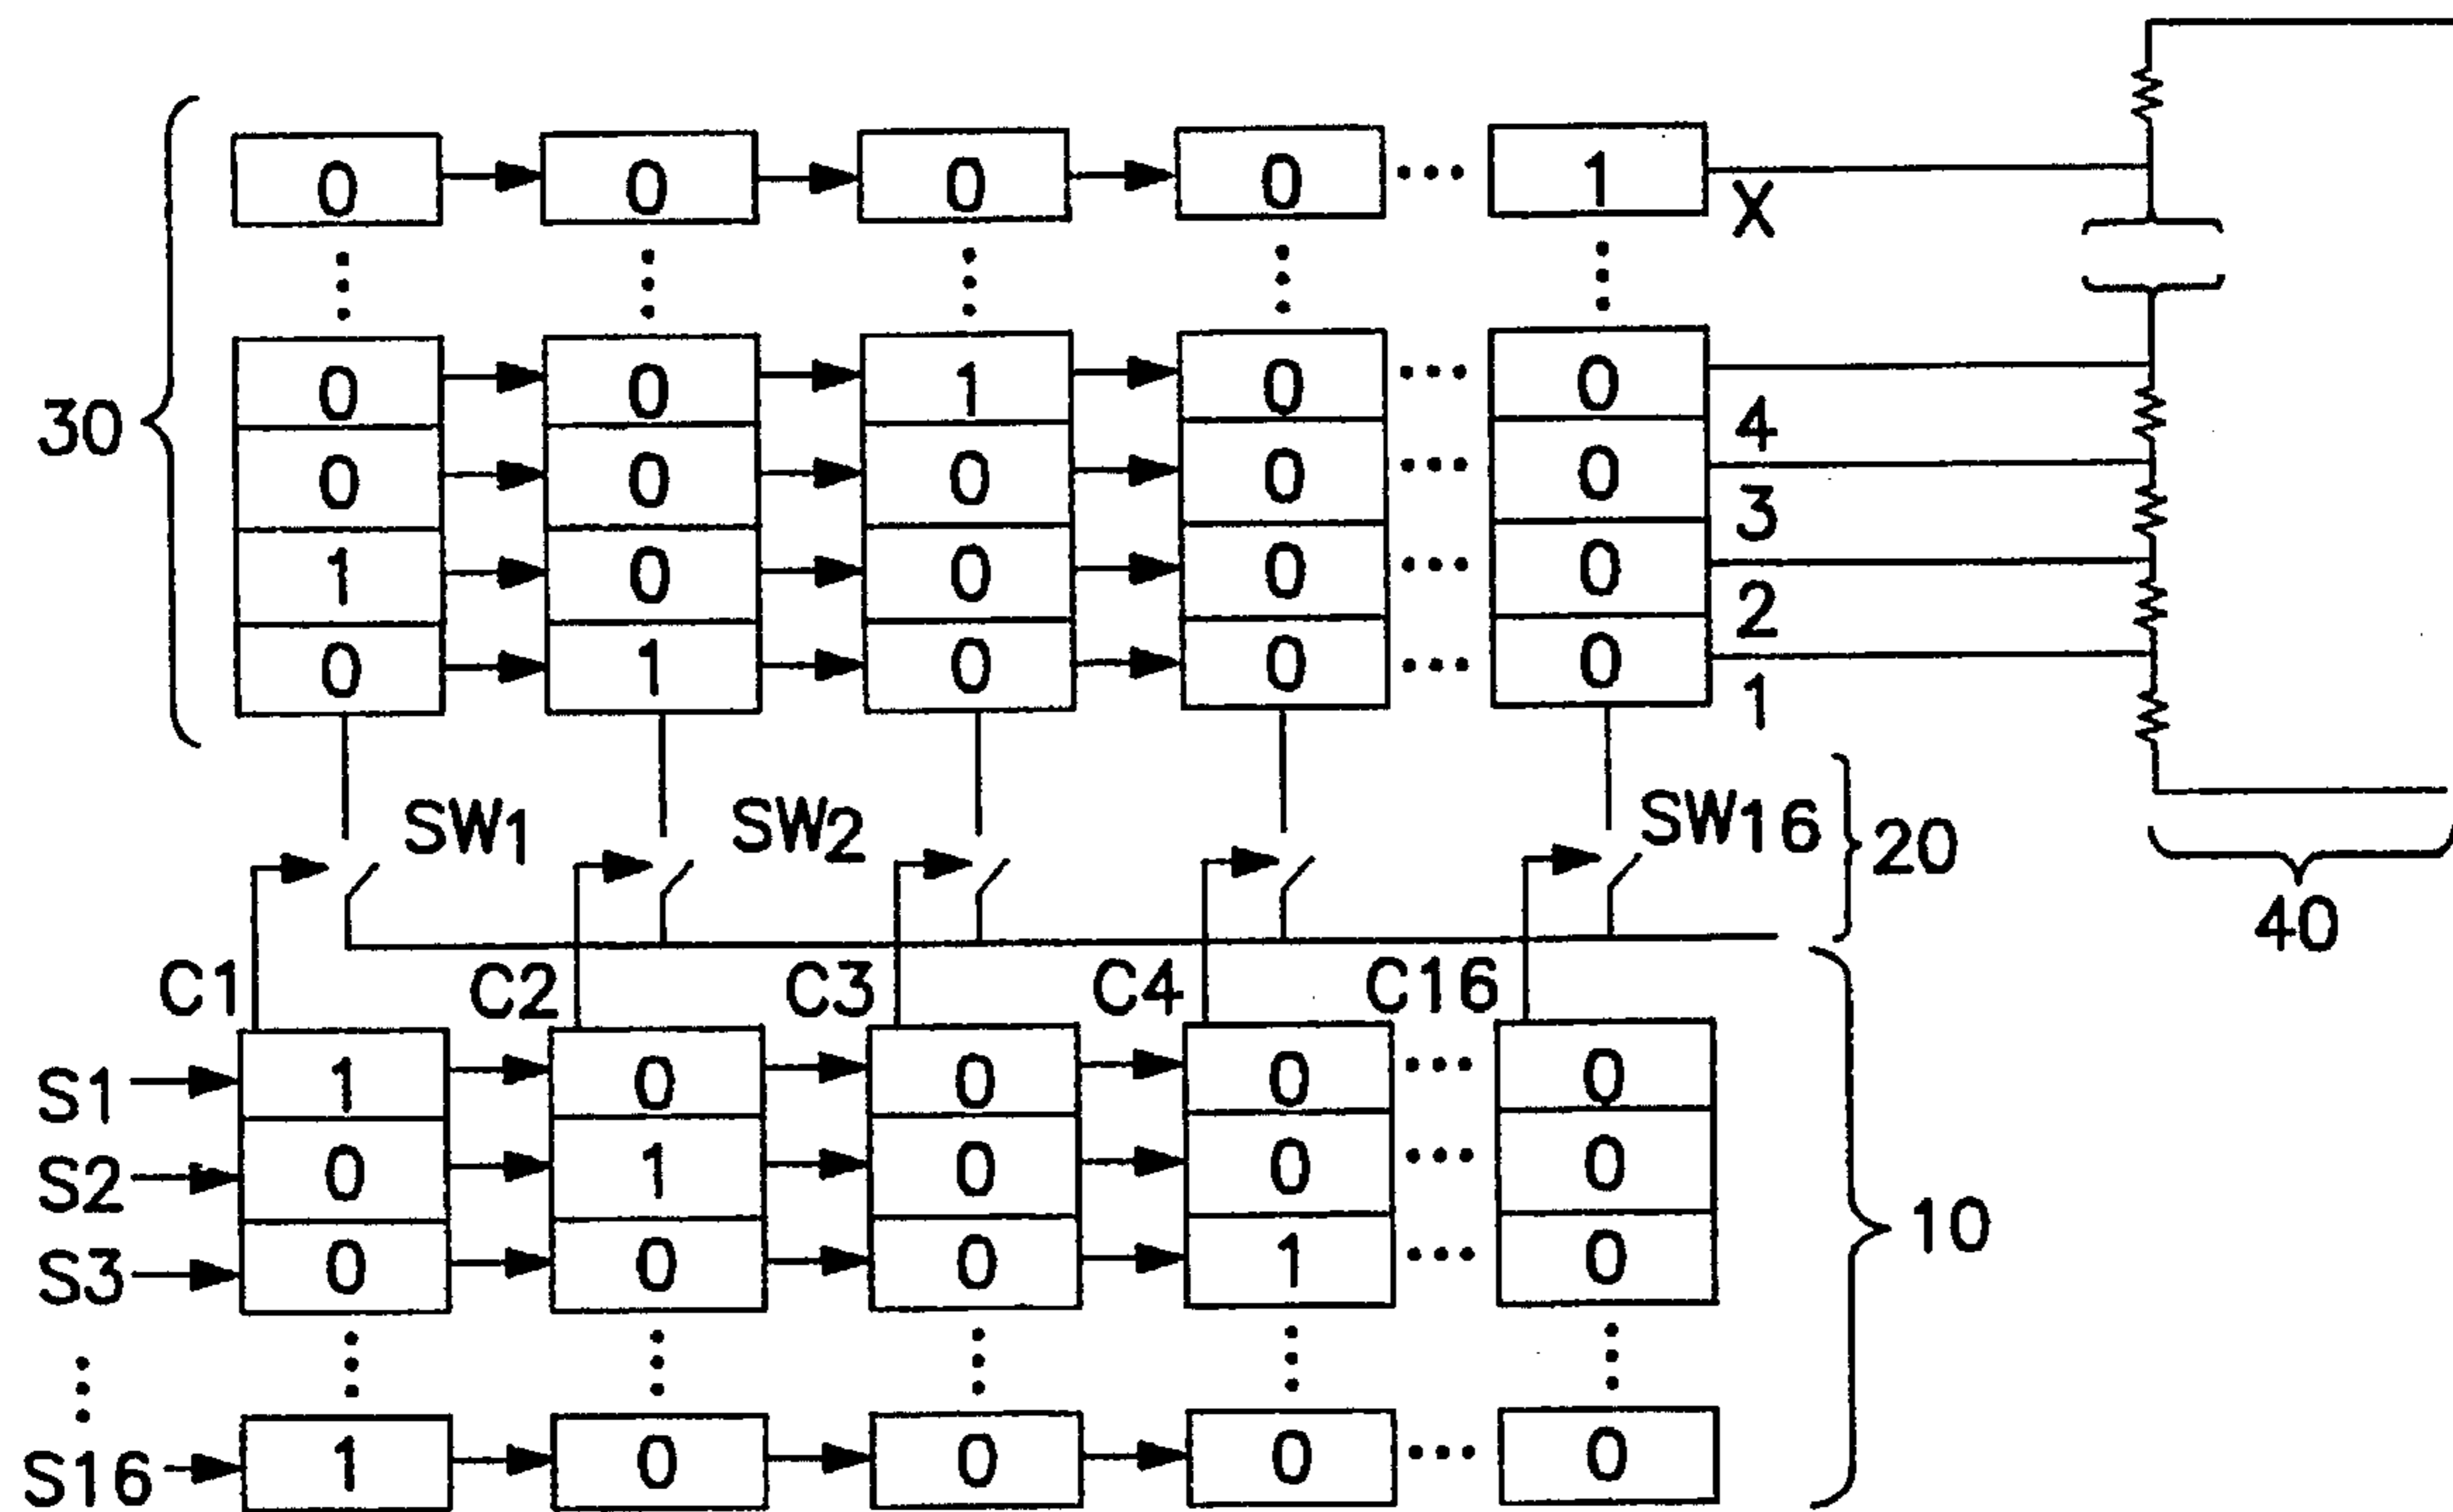 0 0 0 0 ... 1
X
30
0 0 1 0 ... 0
4
0 0 0 0 ... 0
3
1 0 0 0 ... 0
2
0 1 0 0 ... 0
1
SW1 SW2 SW16 20
40
C1 C2 C3 C4 C16
S1 1 0 0 0 ... 0
S2 0 1 0 0 ... 0
10
S3 0 0 0 1 ... 0
S16 1 0 0 0 ... 0